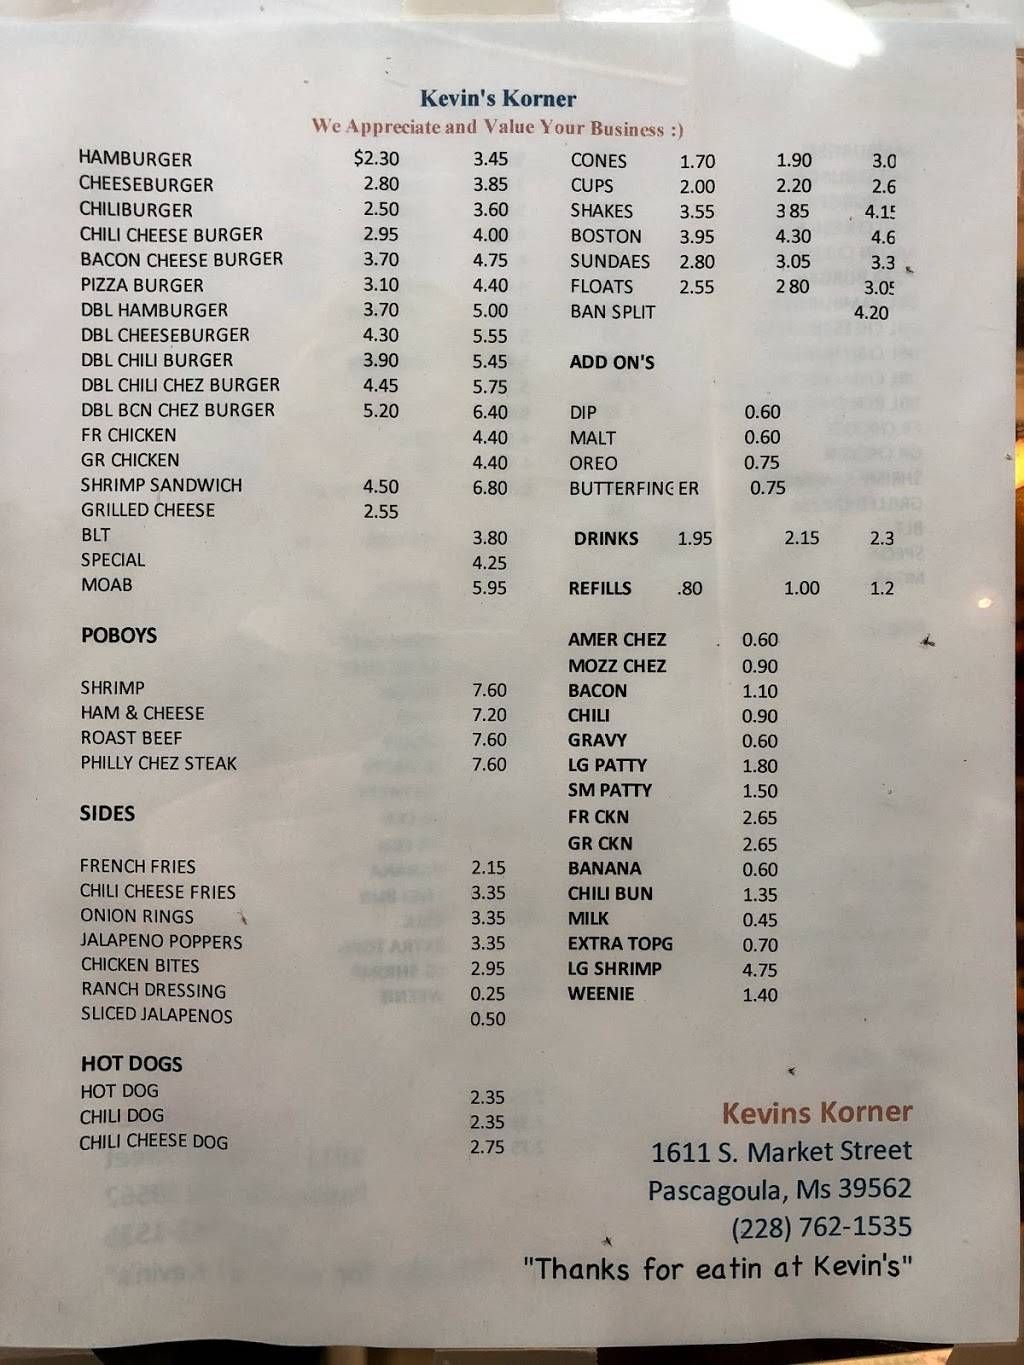 Kevin's Korner
We Appreciate and Value Your Business :)
HAMBURGER $2.30 3.45
CHEESEBURGER 2.80 3.85
CHILIBURGER 2.50 3.60
CHILI CHEESE BURGER 2.95 4.00
BACON CHEESE BURGER 3.70 4.75
PIZZA BURGER 3.10 4.40
DBL HAMBURGER 3.70 5.00
DBL CHEESEBURGER 4.30 5.55
DBL CHILI BURGER 3.90 5.45
DBL CHILI CHEZ BURGER 4.45 5.75
DBL BCN CHEZ BURGER 5.20 6.40
FR CHICKEN 4.40
GR CHICKEN 4.40
SHRIMP SANDWICH 4.50 6.80
GRILLED CHEESE 2.55
BLT 3.80
SPECIAL 4.25
MOAB 5.95
POBOYS
SHRIMP 7.60
HAM & CHEESE 7.20
ROAST BEEF 7.60
PHILLY CHEZ STEAK 7.60
SIDES
FRENCH FRIES 2.15
CHILI CHEESE FRIES 3.35
ONION RINGS 3.35
JALAPENO POPPERS 3.35
CHICKEN BITES 2.95
RANCH DRESSING 0.25
SLICED JALAPENOS 0.50
HOT DOGS
HOT DOG 2.35
CHILI DOG 2.35
CHILI CHEESE DOG 2.75
CONES 1.70 1.90 3.0
CUPS 2.00 2.20 2.6
SHAKES 3.55 3 85 4.15
BOSTON 3.95 4.30 4.6
SUNDAES 2.80 3.05 3.3
FLOATS 2.55 2 80 3.05
BAN SPLIT 4.20
ADD ON'S
DIP 0.60
MALT 0.60
OREO 0.75
BUTTERFINGER 0.75
DRINKS 1.95 2.15 2.3
REFILLS .80 1.00 1.2
AMER CHEZ 0.60
MOZZ CHEZ 0.90
BACON 1.10
CHILI 0.90
GRAVY 0.60
LG PATTY 1.80
SM PATTY 1.50
FR CKN 2.65
GR CKN 2.65
BANANA 0.60
CHILI BUN 1.35
MILK 0.45
EXTRA TOPG 0.70
LG SHRIMP 4.75
WEENIE 1.40
Kevins Korner
1611 S. Market Street
Pascagoula, Ms 39562
(228) 762-1535
"Thanks for eatin at Kevin's"